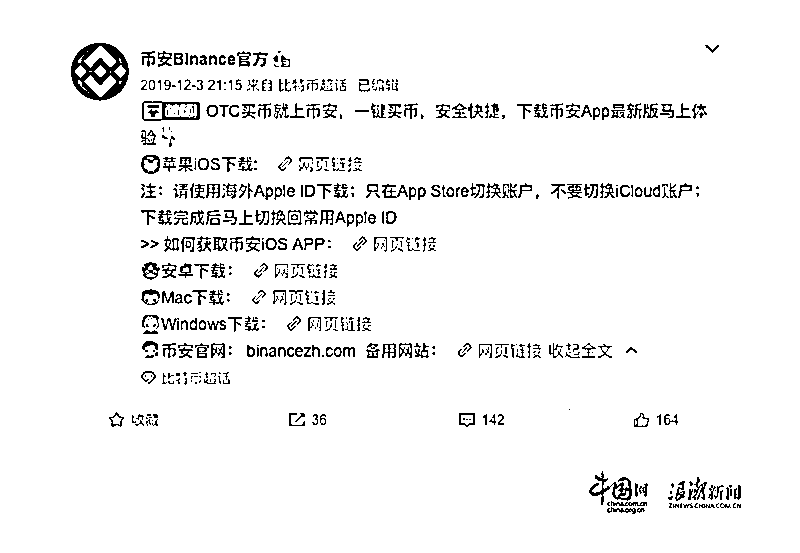 币安Binance官方
2019-12-3 21:15 来自 比特币超话 已编辑
置顶 OTC买币就上币安，一键买币，安全快捷，下载币安App最新版马上体
验
苹果iOS下载： 网页链接
注：请使用海外Apple ID下载；只在App Store切换账户，不要切换iCloud账户；
下载完成后马上切换回常用Apple ID
>> 如何获取币安iOS APP： 网页链接
安卓下载： 网页链接
Mac下载： 网页链接
Windows下载： 网页链接
币安官网： binancezh.com 备用网站： 网页链接 收起全文
比特币超话
收藏 36 142 164
中国网 浪潮新闻
china.com.cn ZJNEWS.CHINA.COM.CN
china.org.cn